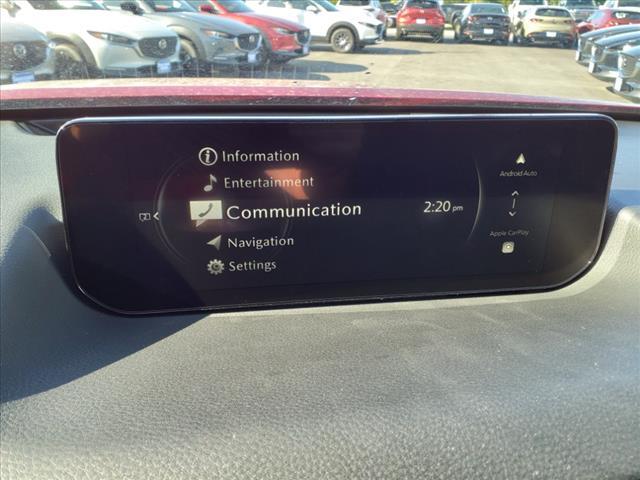 Information
Entertainment
Communication
2:20 pm
Navigation
Settings
Android Auto
Apple CarPlay